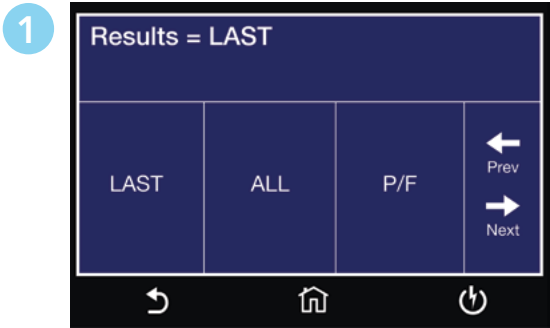 1
Results = LAST
LAST ALL P/F
Prev
Next